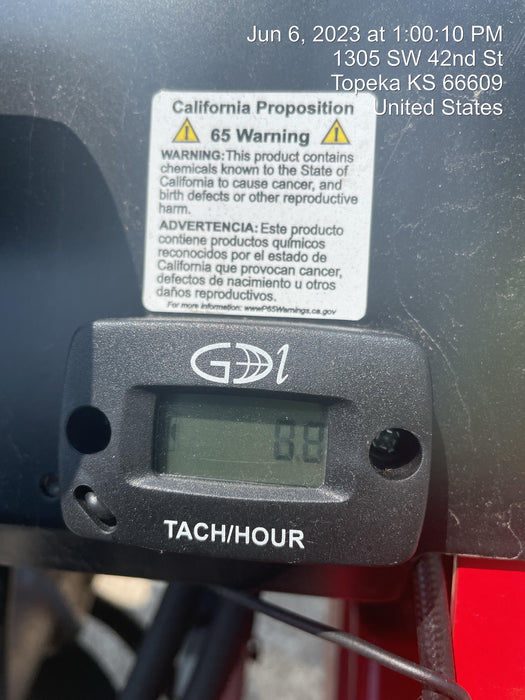 Jun 6, 2023 at 1:00:10 PM
1305 SW 42nd St
Topeka KS 66609
United States
California Proposition
65 Warning
WARNING: This product contains
chemicals known to the State of
California to cause cancer, and
birth defects or other reproductive
harm.
ADVERTENCIA: Este producto
contiene productos químicos
reconocidos por el estado de
California que provocan cancer,
defectos de nacimiento u otros
daños reproductivos.
For more information: www.P65Warnings.ca.gov
GDI
TACH/HOUR